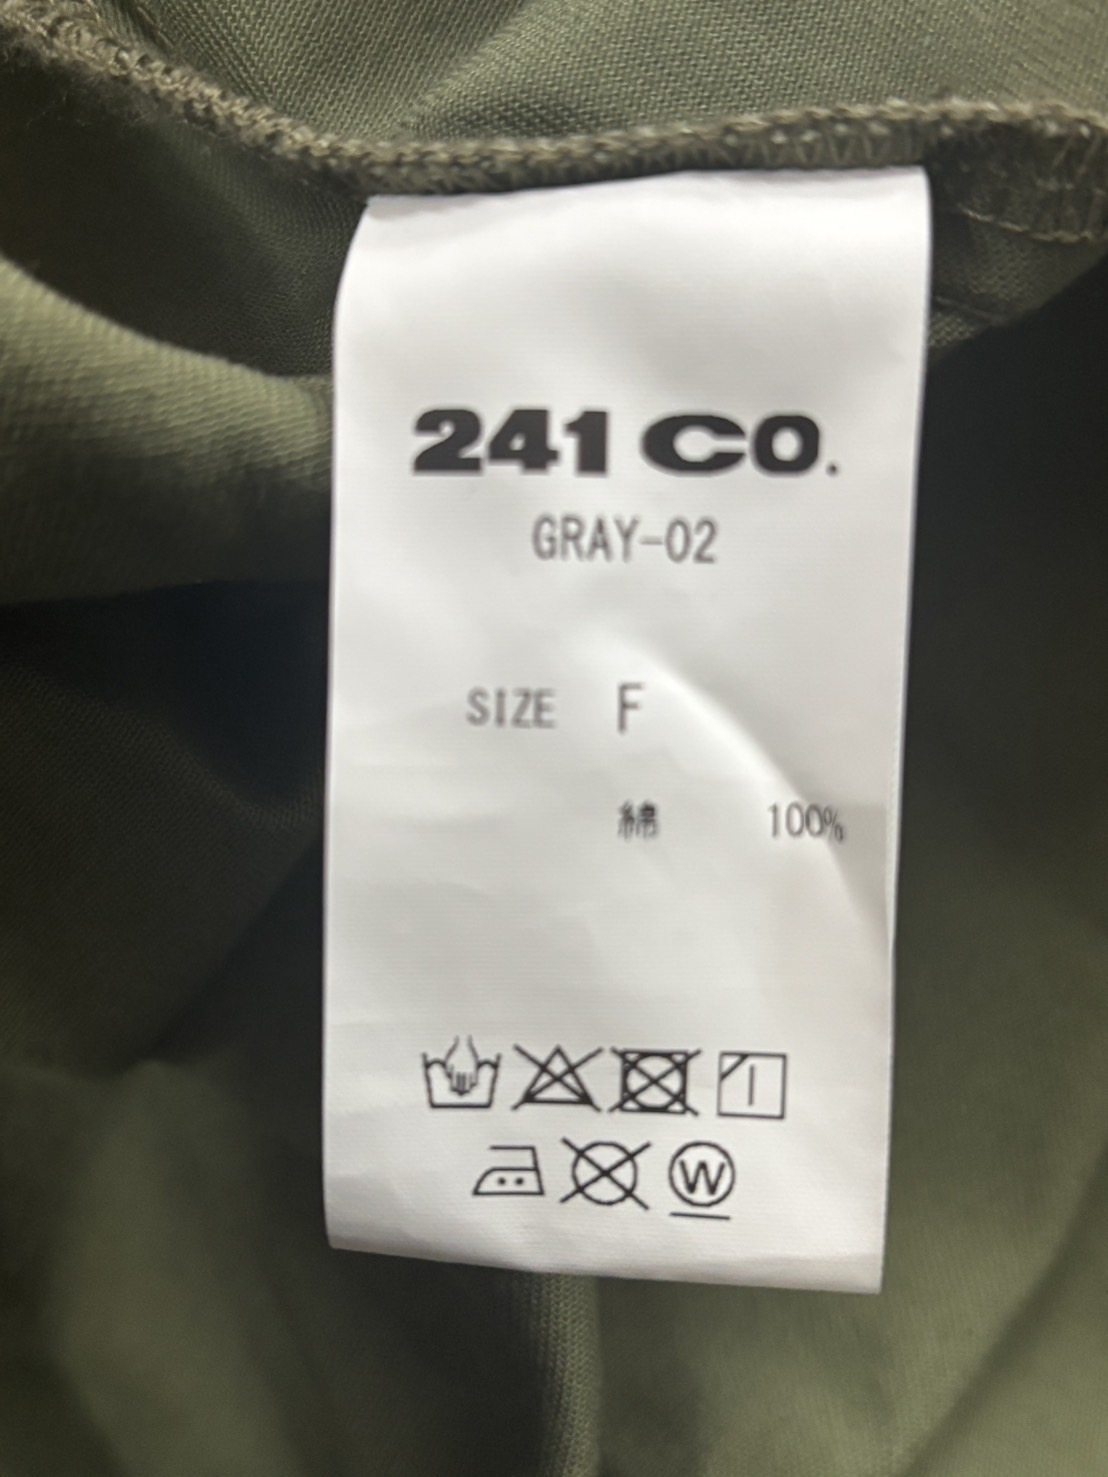 241 CO.
GRAY-02
SIZE F
綿 100%
W